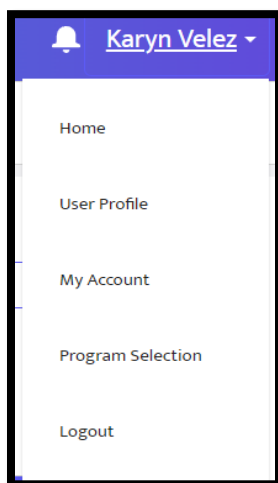 Karyn Velez
Home
User Profile
My Account
Program Selection
Logout